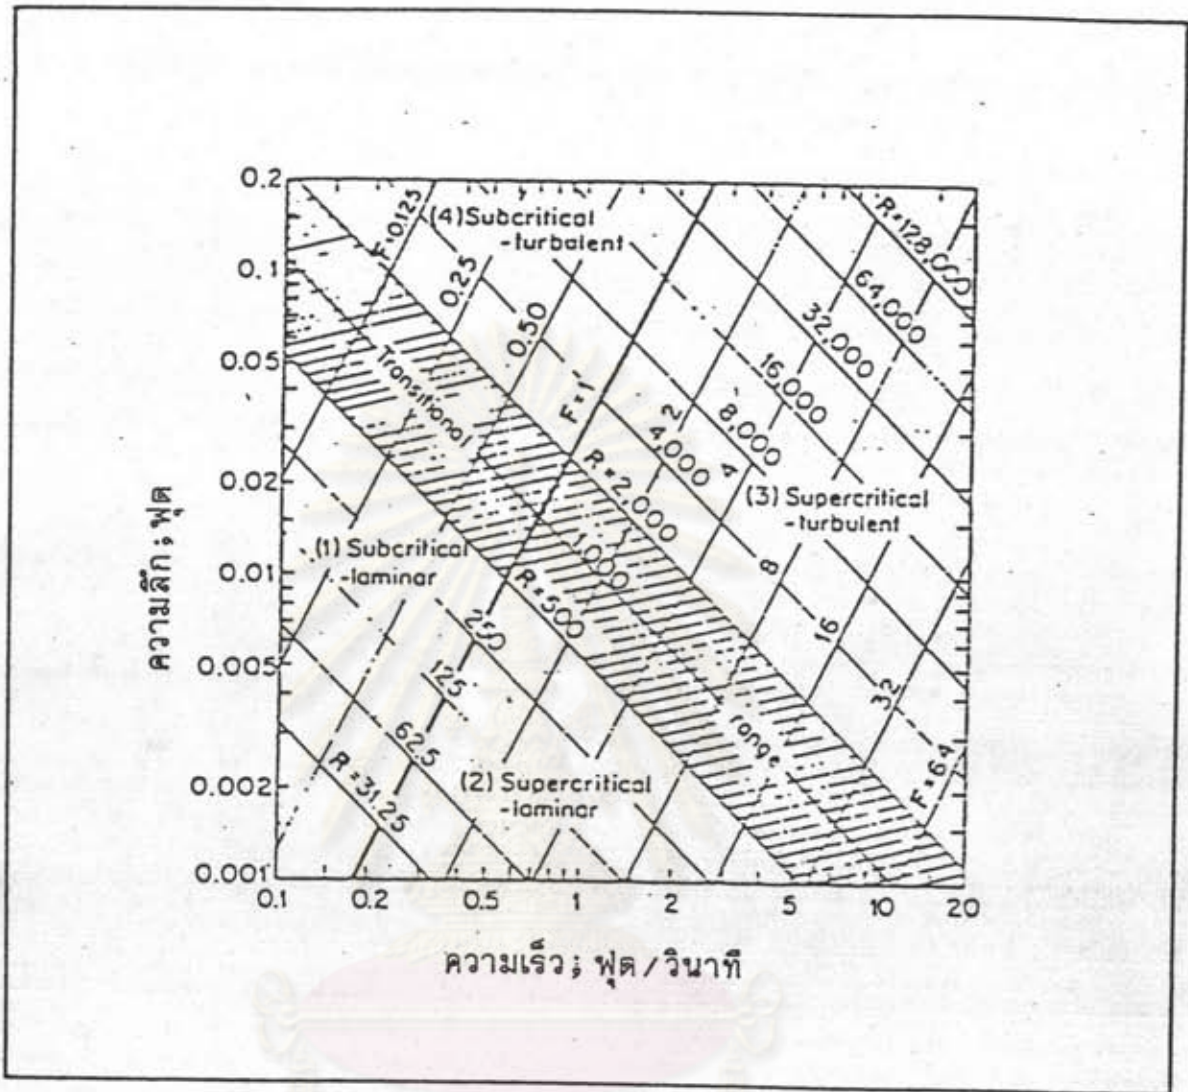 0.2
0.1
0.05
0.02
0.01
0.005
0.002
0.001
0.1
0.2
0.5
1
2
5
10
20
ความลึก ; ฟุต
ความเร็ว ; ฟุต / วินาที
F=0.125
0.25
0.50
F=1
2
4
8
16
32
F=64
R=128,000
64,000
32,000
16,000
8,000
4,000
R=2,000
1,000
R=500
250
125
62.5
R=31.25
(4) Subcritical
-turbulent
(3) Supercritical
-turbulent
(1) Subcritical
-laminar
(2) Supercritical
-laminar
Transitional
range